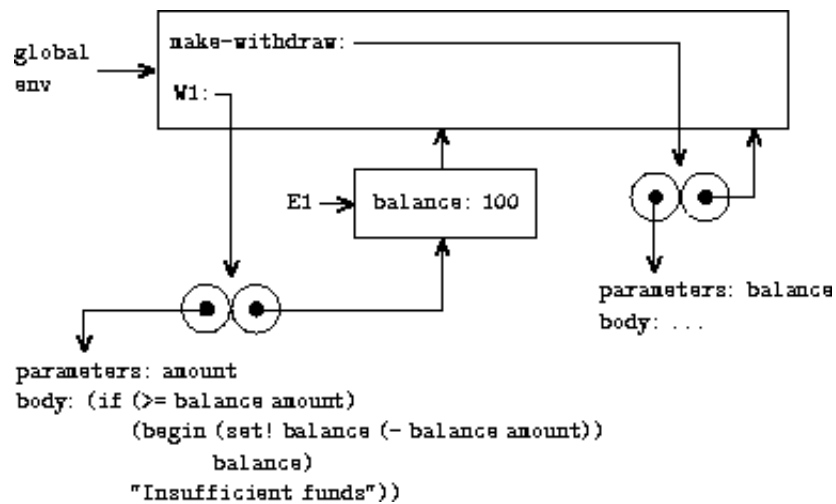 make-withdraw:
global
env
W1:
E1
balance: 100
parameters: balance
body: ...
parameters: amount
body: (if (>= balance amount)
(begin (set! balance (- balance amount))
balance)
"Insufficient funds"))